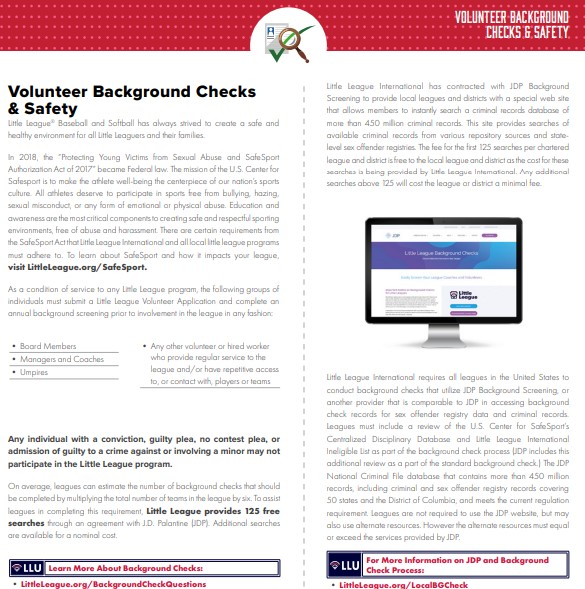 VOLUNTEER BACKGROUND
CHECKS & SAFETY
Volunteer Background Checks
& Safety
Little League® Baseball and Softball has always strived to create a safe and
healthy environment for all Little Leaguers and their families.
In 2018, the "Protecting Young Victims from Sexual Abuse and SafeSport
Authorization Act of 2017" became Federal law. The mission of the U.S. Center for
Safesport is to make the athlete well-being the centerpiece of our nation's sports
culture. All athletes deserve to participate in sports free from bullying, hazing,
sexual misconduct, or any form of emotional or physical abuse. Education and
awareness are the most critical components to creating safe and respectful sporting
environments, free of abuse and harassment. There are certain requirements from
the SafeSport Act that Little League International and all local little league programs
must adhere to. To learn about SafeSport and how it impacts your league,
visit LittleLeague.org/SafeSport.
As a condition of service to any Little League program, the following groups of
individuals must submit a Little League Volunteer Application and complete an
annual background screening prior to involvement in the league in any fashion:
• Board Members
• Managers and Coaches
• Umpires
• Any other volunteer or hired worker
who provide regular service to the
league and/or have repetitive access
to, or contact with, players or teams
Any individual with a conviction, guilty plea, no contest plea, or
admission of guilty to a crime against or involving a minor may not
participate in the Little League program.
On average, leagues can estimate the number of background checks that should
be completed by multiplying the total number of teams in the league by six. To assist
leagues in completing this requirement, Little League provides 125 free
searches through an agreement with J.D. Palatine (JDP). Additional searches
are available for a nominal cost.
LLU
Learn More About Background Checks:
• LittleLeague.org/BackgroundCheckQuestions
Little League International has contracted with JDP Background
Screening to provide local leagues and districts with a special web site
that allows members to instantly search a criminal records database of
more than 450 million criminal records. This site provides searches of
available criminal records from various repository sources and state-
level sex offender registries. The fee for the first 125 searches per chartered
league and district is free to the local league and district as the cost for these
searches is being provided by Little League International. Any additional
searches above 125 will cost the league or district a minimal fee.
JDP
Little League Background Checks
Little
League
Little League International requires all leagues in the United States to
conduct background checks that utilize JDP Background Screening, or
another provider that is comparable to JDP in accessing background
check records for sex offender registry data and criminal records.
Leagues must include a review of the U.S. Center for SafeSport's
Centralized Disciplinary Database and Little League International
Ineligible List as part of the background check process (JDP includes this
additional review as a part of the standard background check.) The JDP
National Criminal File database that contains more than 450 million
records, including criminal and sex offender registry records covering
50 states and the District of Columbia, and meets the current regulation
requirement. Leagues are not required to use the JDP website, but may
also use alternate resources. However the alternate resources must equal
or exceed the services provided by JDP.
LLU
For More Information on JDP and Background
Check Process:
• LittleLeague.org/LocalBGCheck